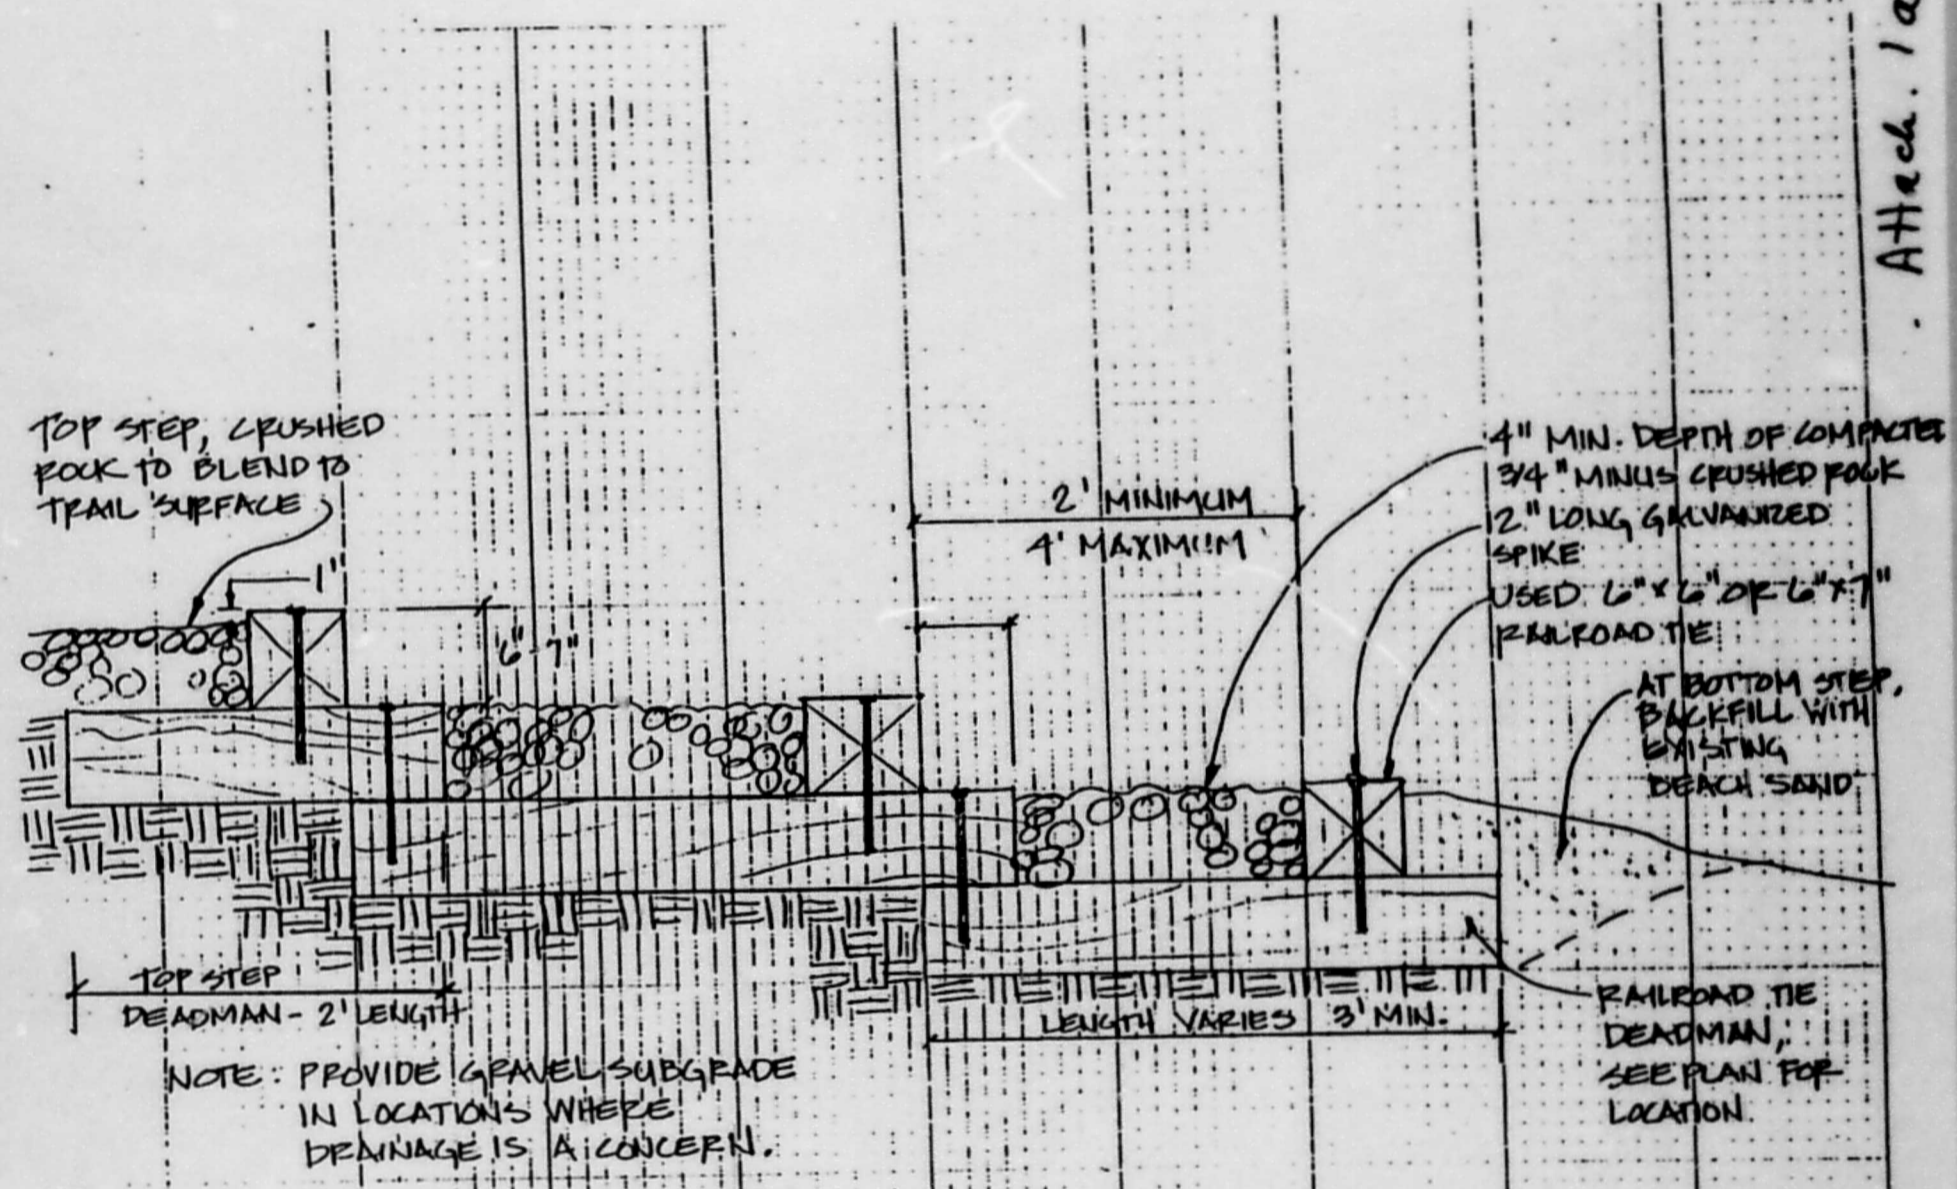 Attach. 1a
TOP STEP, CRUSHED
ROCK TO BLEND TO
TRAIL SURFACE
1"
6"-7"
2' MINIMUM
4' MAXIMUM
4" MIN. DEPTH OF COMPACTED
3/4" MINUS CRUSHED ROCK
12" LONG GALVANIZED
SPIKE
USED 6" x 6" OR 6" x 7"
RAILROAD TIE
AT BOTTOM STEP,
BACKFILL WITH
EXISTING
BEACH SAND
TOP STEP
DEADMAN - 2' LENGTH
LENGTH VARIES 3' MIN.
RAILROAD TIE
DEADMAN,
SEE PLAN FOR
LOCATION
NOTE: PROVIDE GRAVEL SUBGRADE
IN LOCATIONS WHERE
DRAINAGE IS A CONCERN.